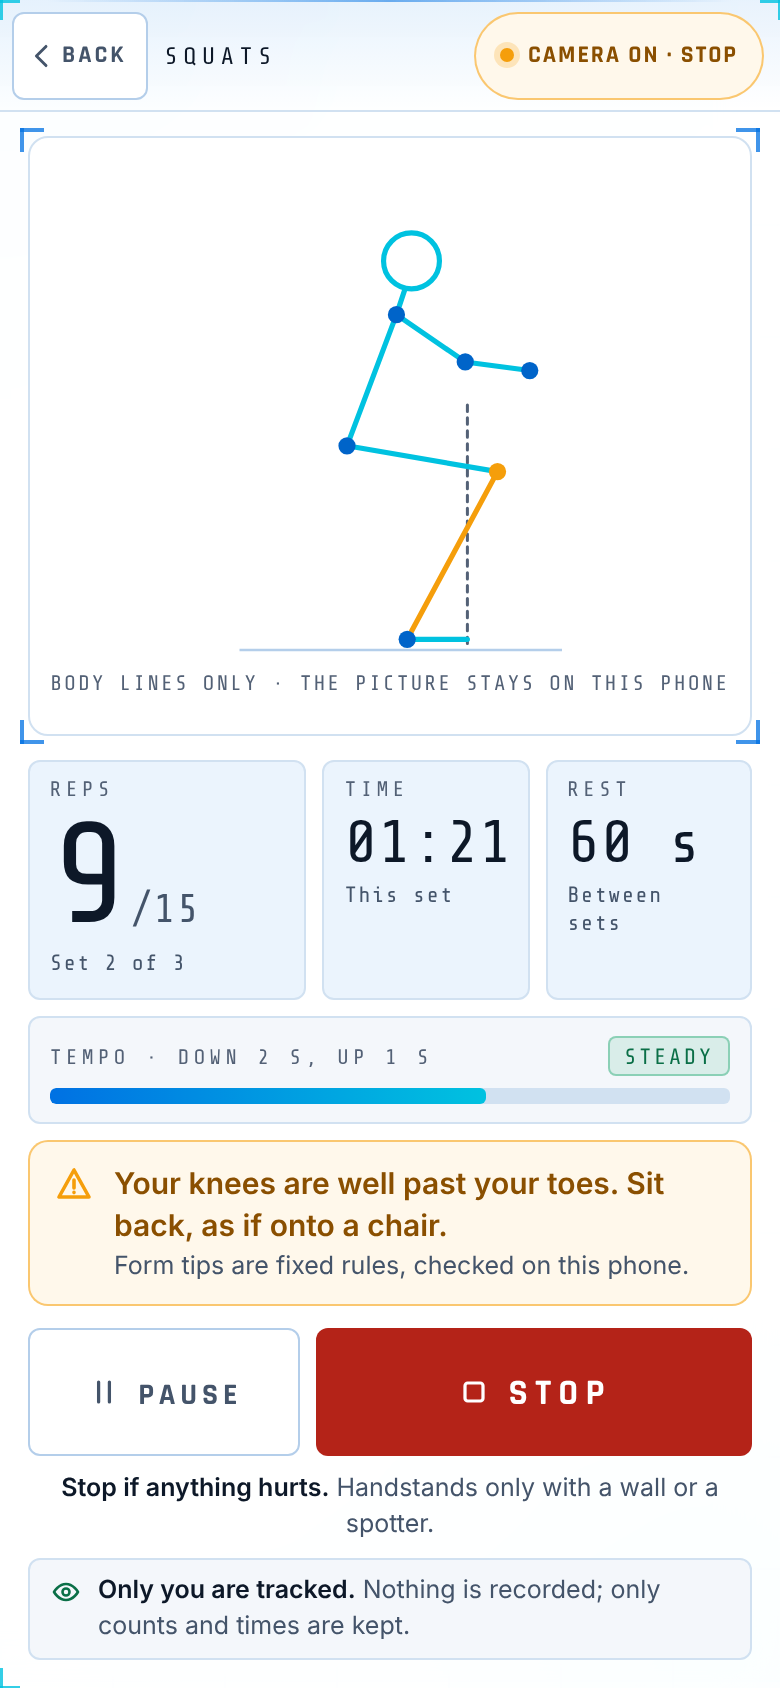 BACK
SQUATS
CAMERA ON · STOP
BODY LINES ONLY · THE PICTURE STAYS ON THIS PHONE
REPS
9/15
Set 2 of 3
TIME
01:21
This set
REST
60 s
Between
sets
TEMPO · DOWN 2 S, UP 1 S
STEADY
Your knees are well past your toes. Sit
back, as if onto a chair.
Form tips are fixed rules, checked on this phone.
PAUSE
STOP
Stop if anything hurts. Handstands only with a wall or a
spotter.
Only you are tracked. Nothing is recorded; only
counts and times are kept.